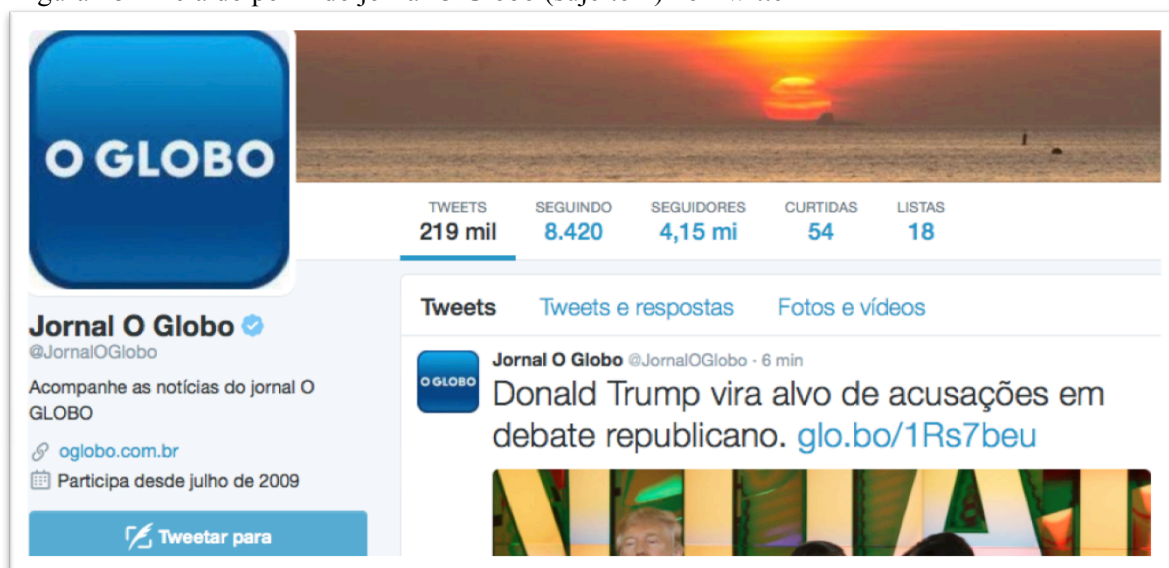 O GLOBO
TWEETS SEGUINDO SEGUIDORES CURTIDAS LISTAS
219 mil 8.420 4,15 mi 54 18
Jornal O Globo
@JornalOGlobo
Acompanhe as notícias do jornal O
GLOBO
oglobo.com.br
Participa desde julho de 2009
Tweetar para
Tweets Tweets e respostas Fotos e vídeos
Jornal O Globo @JornalOGlobo · 6 min
O GLOBO
Donald Trump vira alvo de acusações em
debate republicano. glo.bo/1Rs7beu